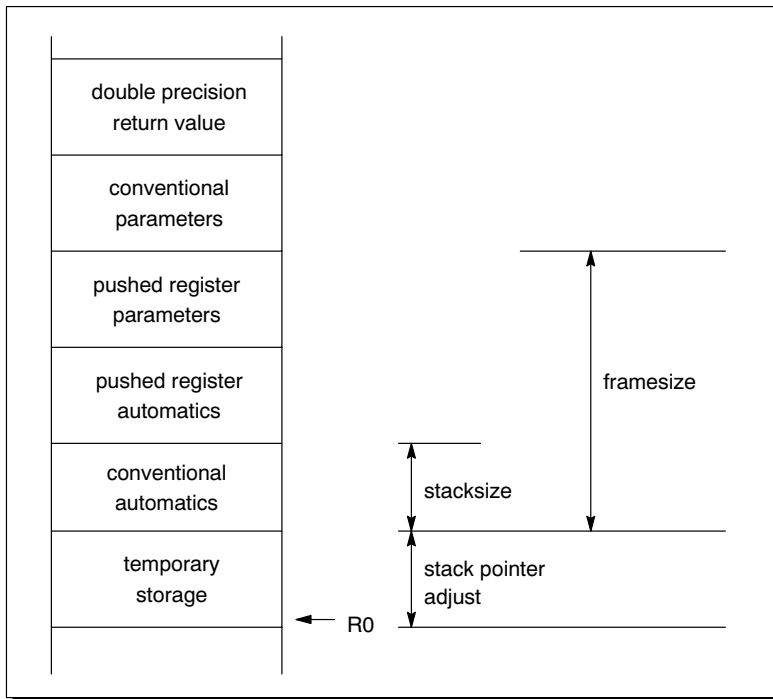 double precision
return value
conventional
parameters
pushed register
parameters
pushed register
automatics
framesize
conventional
automatics
stacksize
temporary
storage
stack pointer
adjust
R0